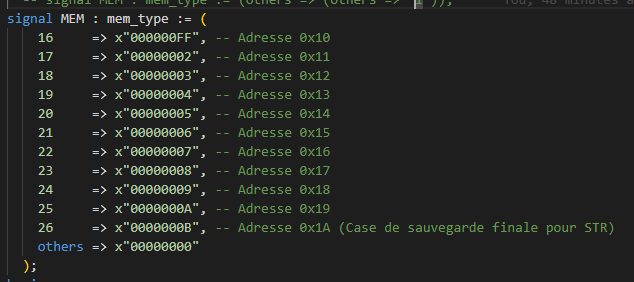 -- signal MEM : mem_type := (others => (others => '1'));     You, 48 minutes a
signal MEM : mem_type := (
16 => x"000000FF", -- Adresse 0x10
17 => x"00000002", -- Adresse 0x11
18 => x"00000003", -- Adresse 0x12
19 => x"00000004", -- Adresse 0x13
20 => x"00000005", -- Adresse 0x14
21 => x"00000006", -- Adresse 0x15
22 => x"00000007", -- Adresse 0x16
23 => x"00000008", -- Adresse 0x17
24 => x"00000009", -- Adresse 0x18
25 => x"0000000A", -- Adresse 0x19
26 => x"0000000B", -- Adresse 0x1A (Case de sauvegarde finale pour STR)
others => x"00000000"
);